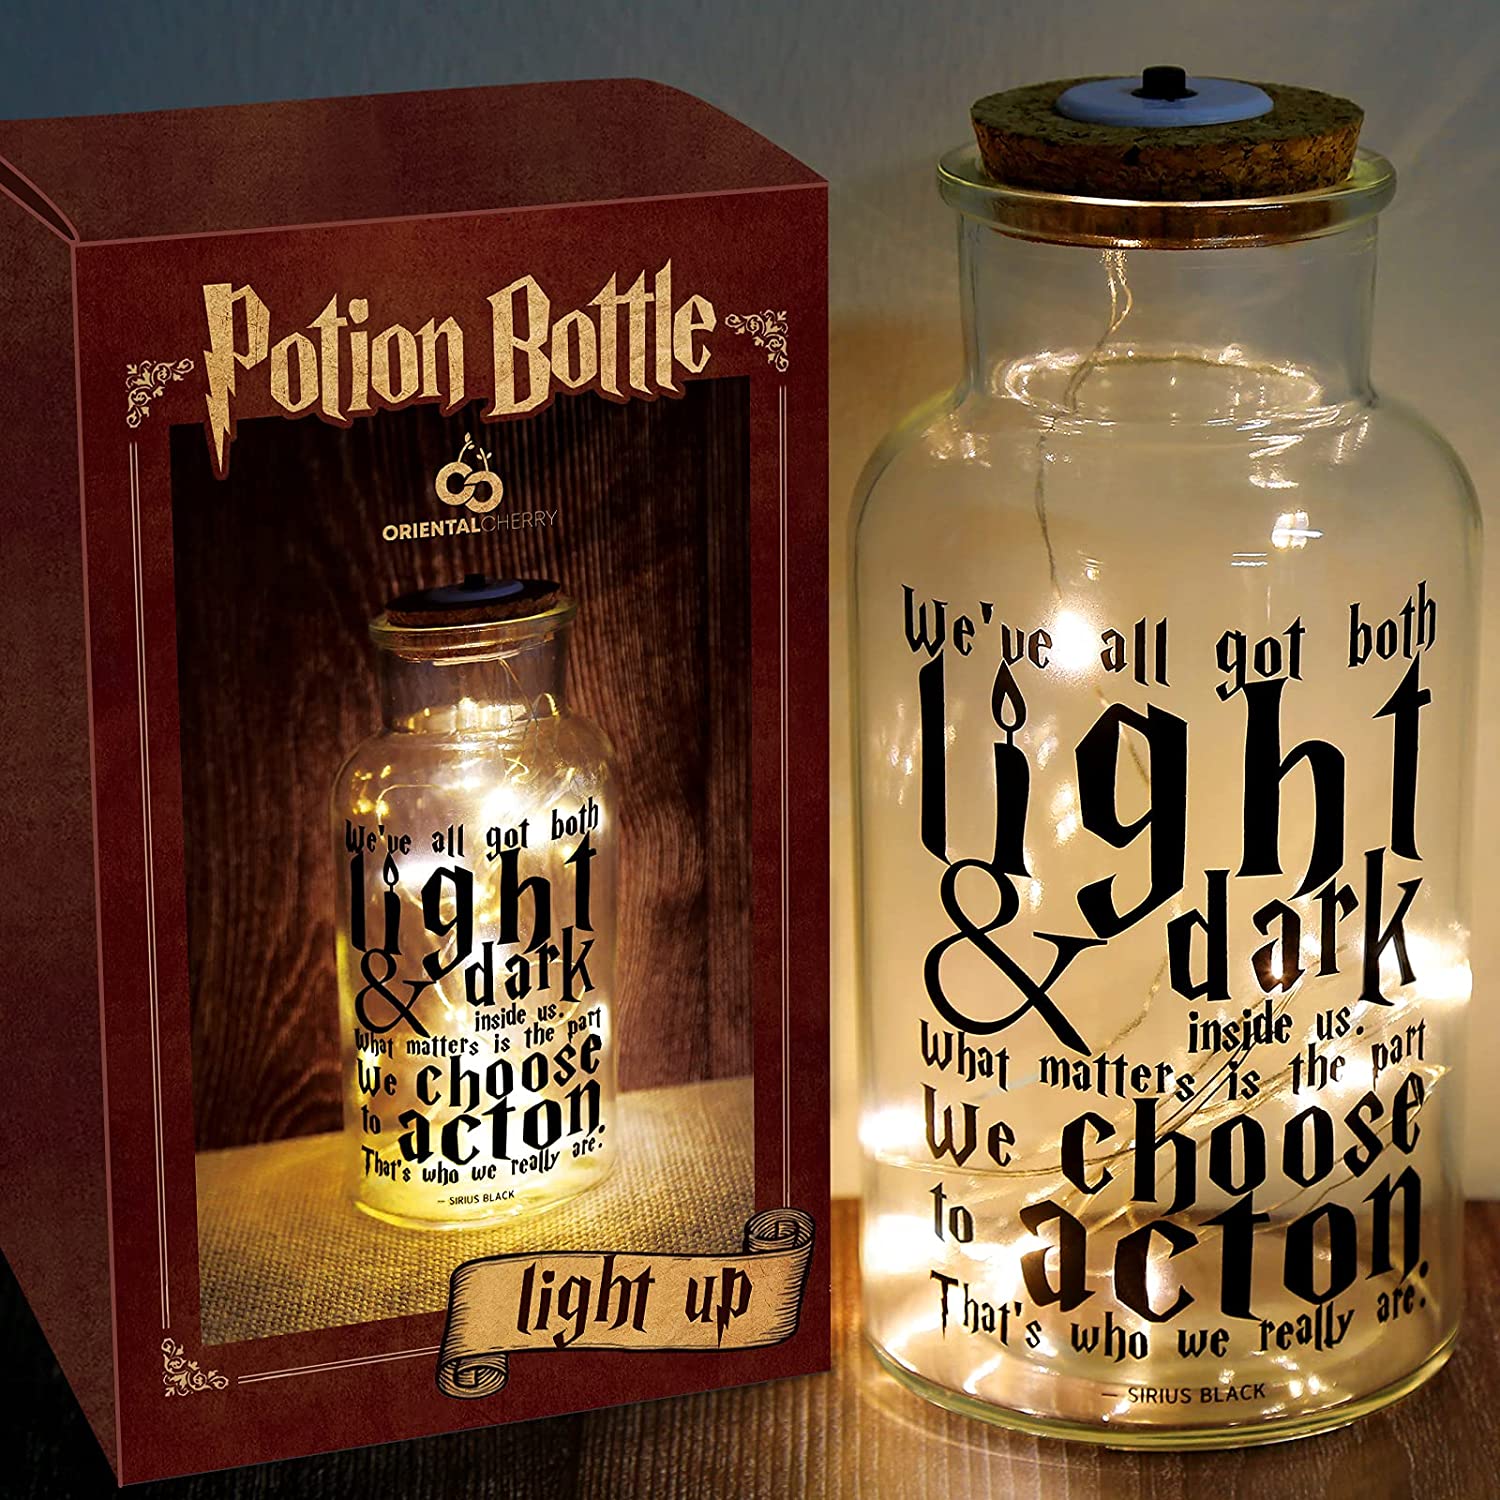 Potion Bottle
ORIENTALCHERRY
We've all got both
light
& dark
inside us.
What matters is the part
We choose
to acton.
That's who we really are.
— SIRIUS BLACK
light up
We've all got both
light
& dark
inside us.
What matters is the part
We choose
to acton.
That's who we really are.
— SIRIUS BLACK